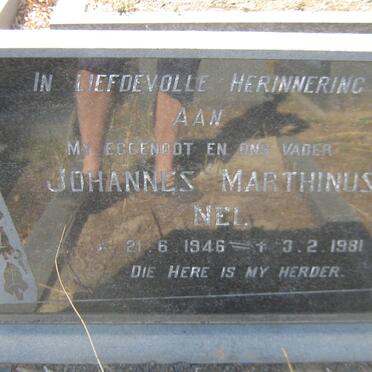 IN LIEFDEVOLLE HERINNERING
AAN
MY EGGENOOT EN ONS VADER
JOHANNES MARTHINUS
NEL
* 21-6-1946 = † 3.2.1981
DIE HERE IS MY HERDER.